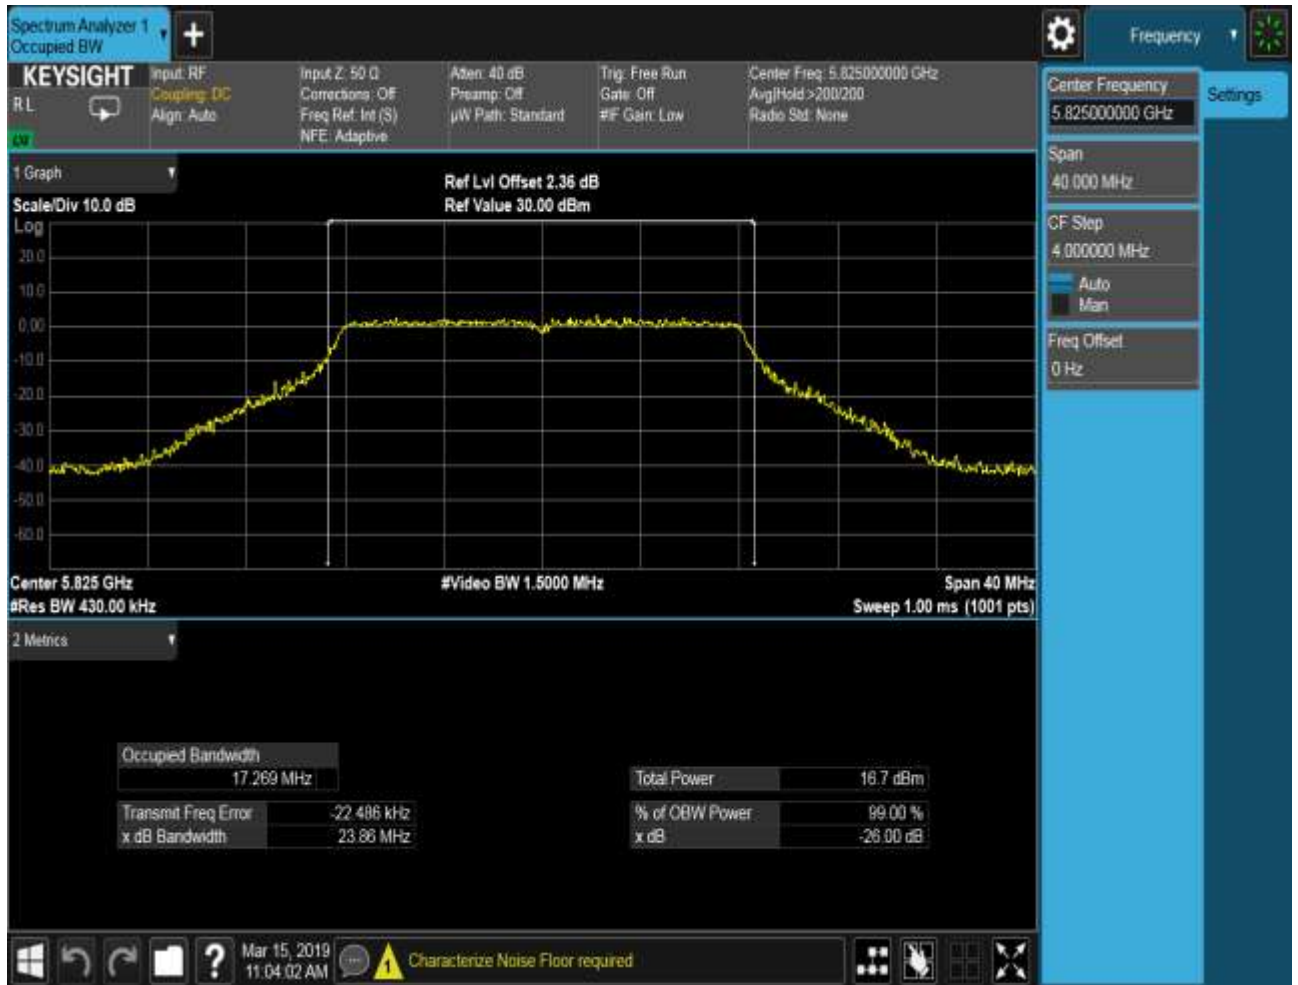 Spectrum Analyzer 1
Occupied BW
+
Frequency
KEYSIGHT
R L
Input: RF
Coupling: DC
Align: Auto
Input Z: 50 Ω
Corrections: Off
Freq Ref: Int (S)
NFE: Adaptive
Atten: 40 dB
Preamp: Off
µW Path: Standard
Trig: Free Run
Gate: Off
#IF Gain: Low
Center Freq: 5.825000000 GHz
Avg|Hold:>200/200
Radio Std: None
Center Frequency
5.825000000 GHz
Settings
Span
40.000 MHz
CF Step
4.000000 MHz
Auto
Man
Freq Offset
0 Hz
1 Graph
Scale/Div 10.0 dB
Ref Lvl Offset 2.36 dB
Ref Value 30.00 dBm
Log
20.0
10.0
0.00
-10.0
-20.0
-30.0
-40.0
-50.0
-60.0
Center 5.825 GHz
#Video BW 1.5000 MHz
Span 40 MHz
#Res BW 430.00 kHz
Sweep 1.00 ms (1001 pts)
2 Metrics
Occupied Bandwidth
17.269 MHz
Total Power 16.7 dBm
Transmit Freq Error -22.486 kHz
% of OBW Power 99.00 %
x dB Bandwidth 23.86 MHz
x dB -26.00 dB
?
Mar 15, 2019
11:04:02 AM
1
Characterize Noise Floor required